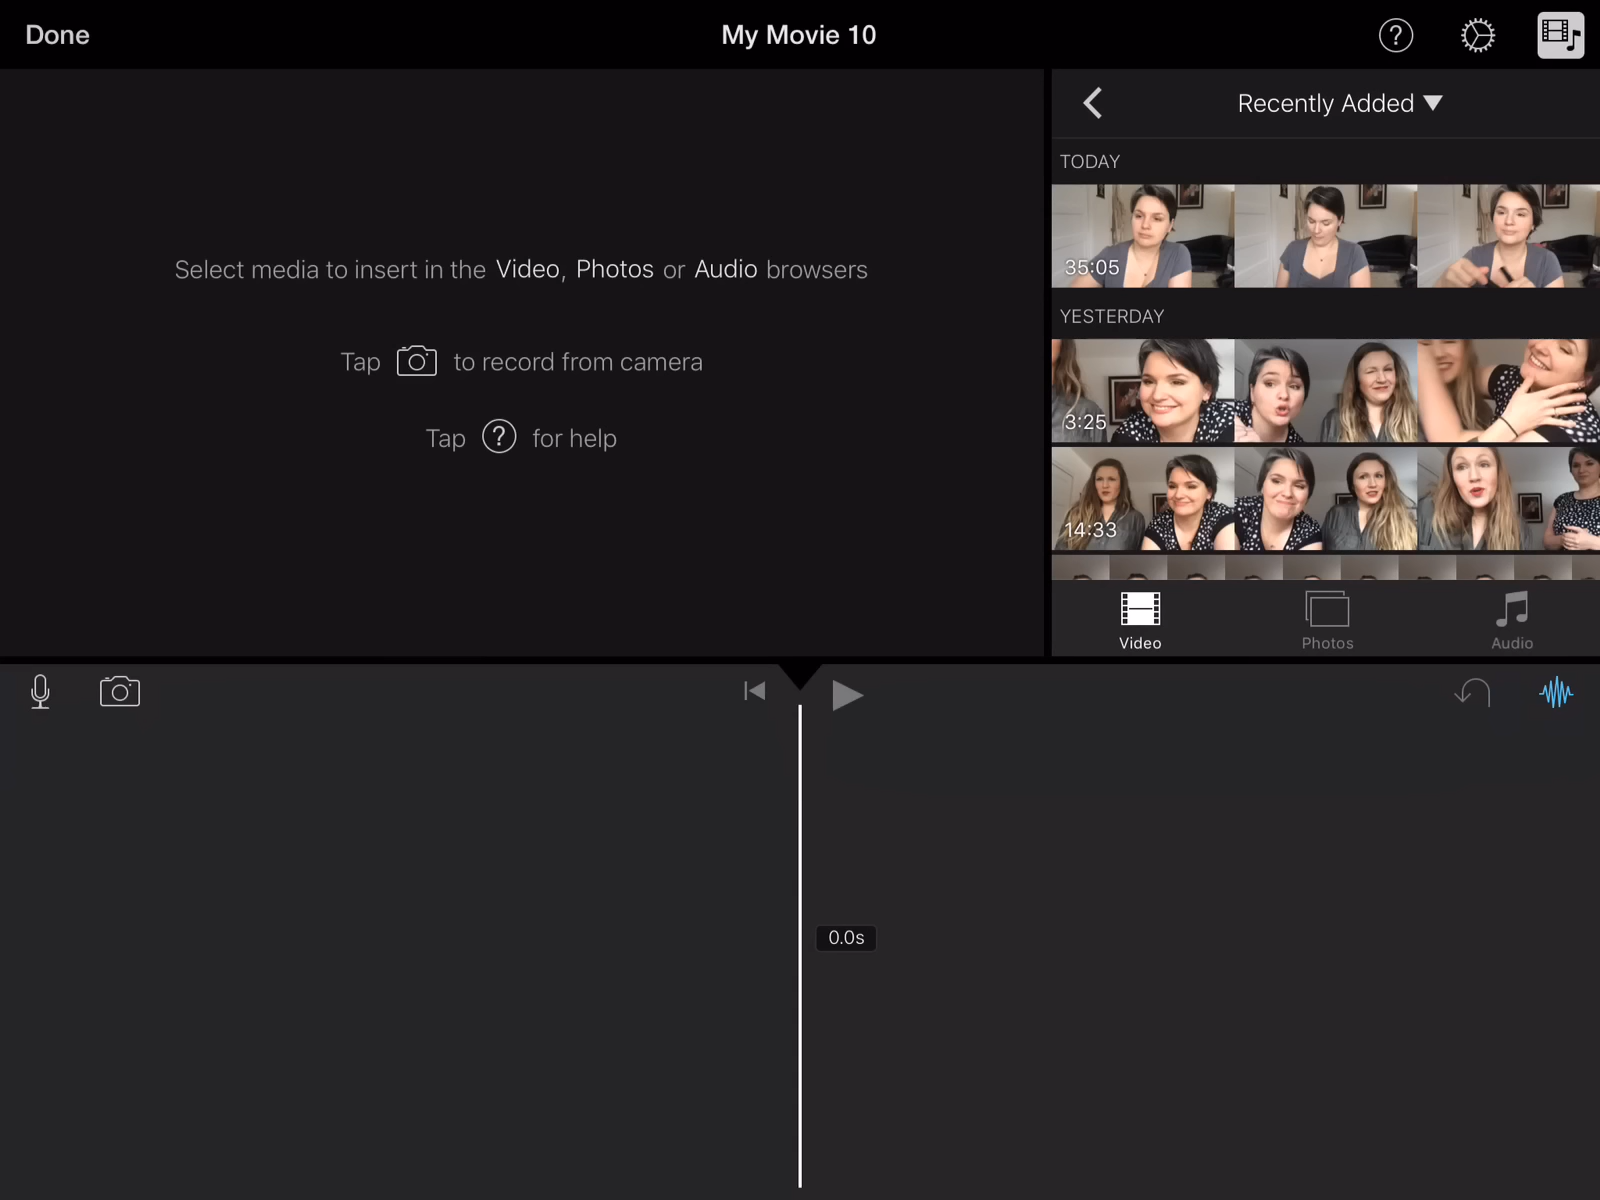 Done
My Movie 10
?
Recently Added
TODAY
35:05
YESTERDAY
3:25
14:33
Select media to insert in the Video, Photos or Audio browsers
Tap to record from camera
Tap ? for help
Video
Photos
Audio
0.0s